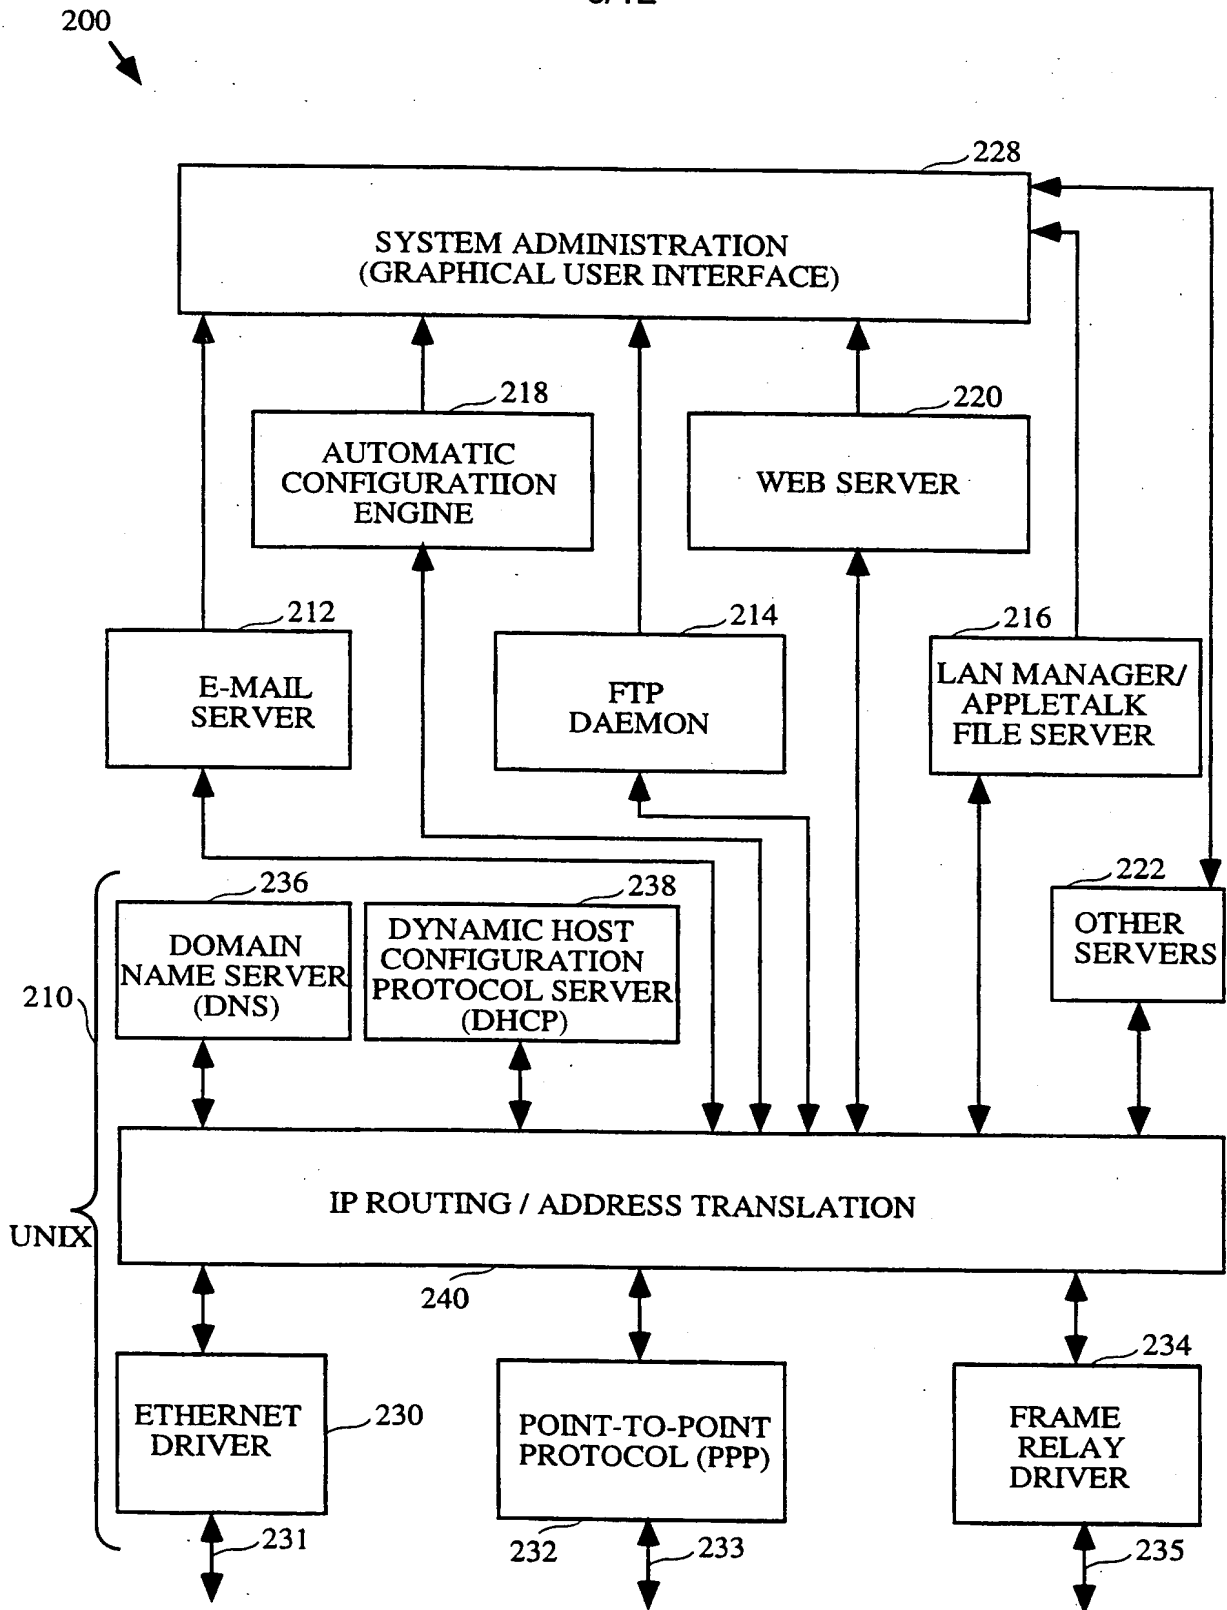 200
228
SYSTEM ADMINISTRATION
(GRAPHICAL USER INTERFACE)
218
220
AUTOMATIC
CONFIGURATIION
ENGINE
WEB SERVER
212
214
216
E-MAIL
SERVER
FTP
DAEMON
LAN MANAGER/
APPLETALK
FILE SERVER
236
238
222
DOMAIN
NAME SERVER
(DNS)
DYNAMIC HOST
CONFIGURATION
PROTOCOL SERVER
(DHCP)
OTHER
SERVERS
210
IP ROUTING / ADDRESS TRANSLATION
UNIX
240
234
ETHERNET
DRIVER
230
POINT-TO-POINT
PROTOCOL (PPP)
FRAME
RELAY
DRIVER
231
232
233
235